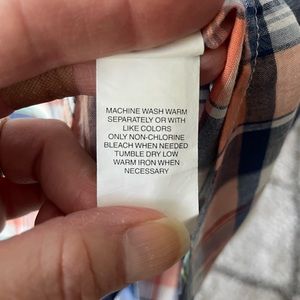 MACHINE WASH WARM
SEPARATELY OR WITH
LIKE COLORS
ONLY NON-CHLORINE
BLEACH WHEN NEEDED
TUMBLE DRY LOW
WARM IRON WHEN
NECESSARY